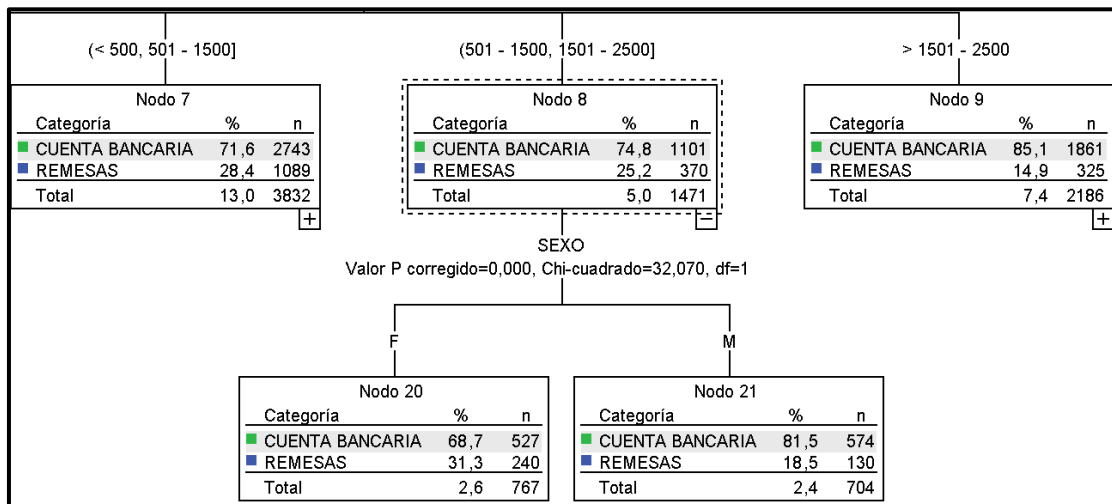 (< 500, 501 - 1500]
(501 - 1500, 1501 - 2500]
> 1501 - 2500
Nodo 7
Categoría % n
CUENTA BANCARIA 71,6 2743
REMESAS 28,4 1089
Total 13,0 3832
+
Nodo 8
Categoría % n
CUENTA BANCARIA 74,8 1101
REMESAS 25,2 370
Total 5,0 1471
−
Nodo 9
Categoría % n
CUENTA BANCARIA 85,1 1861
REMESAS 14,9 325
Total 7,4 2186
+
SEXO
Valor P corregido=0,000, Chi-cuadrado=32,070, df=1
F
M
Nodo 20
Categoría % n
CUENTA BANCARIA 68,7 527
REMESAS 31,3 240
Total 2,6 767
Nodo 21
Categoría % n
CUENTA BANCARIA 81,5 574
REMESAS 18,5 130
Total 2,4 704